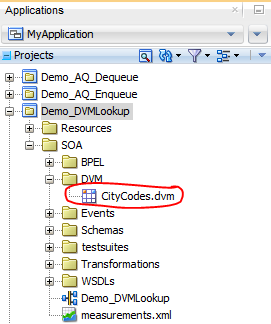 Applications
MyApplication
Projects
Demo_AQ_Dequeue
Demo_AQ_Enqueue
Demo_DVMLookup
Resources
SOA
BPEL
DVM
CityCodes.dvm
Events
Schemas
testsuites
Transformations
WSDLs
Demo_DVMLookup
measurements.xml